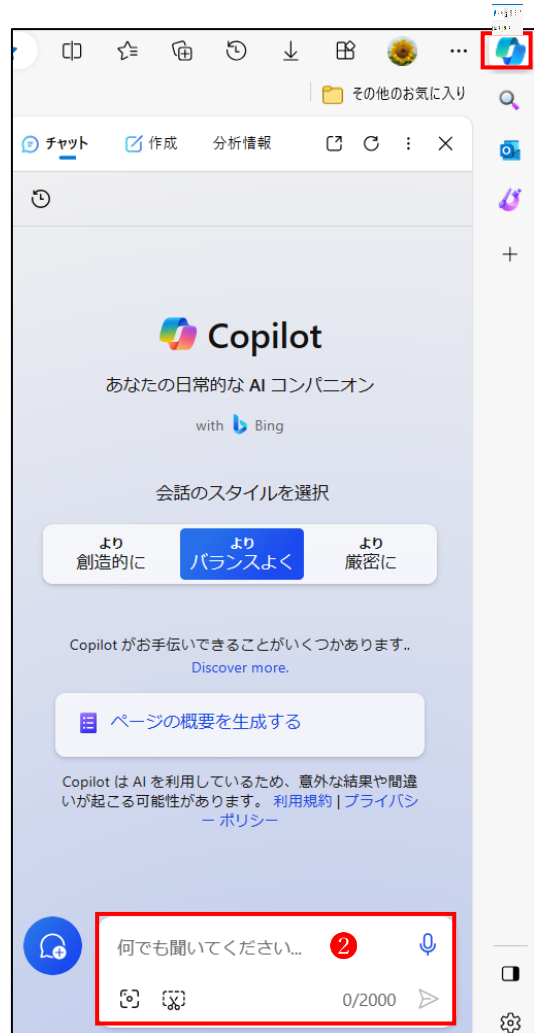 その他のお気に入り
チャット 作成 分析情報
Copilot
あなたの日常的な AI コンパニオン
with Bing
会話のスタイルを選択
より
創造的に
より
バランスよく
より
厳密に
Copilot がお手伝いできることがいくつかあります..
Discover more.
ページの概要を生成する
Copilot は AI を利用しているため、意外な結果や間違
いが起こる可能性があります。 利用規約 | プライバシ
ー ポリシー
何でも聞いてください... 2
0/2000